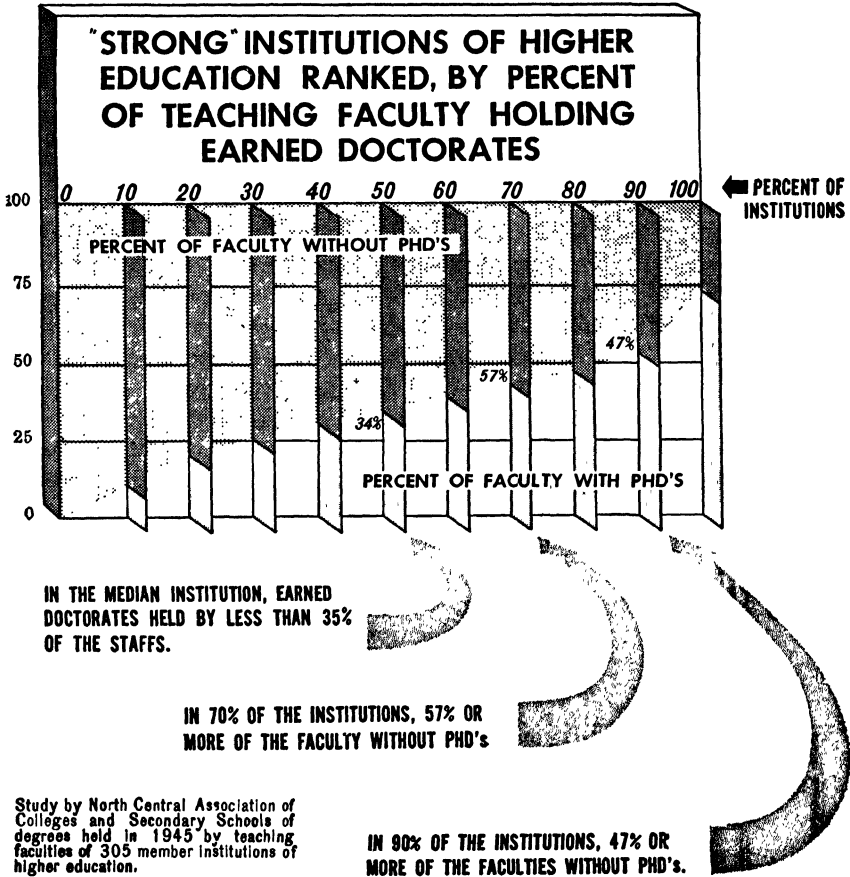 "STRONG" INSTITUTIONS OF HIGHER
EDUCATION RANKED, BY PERCENT
OF TEACHING FACULTY HOLDING
EARNED DOCTORATES
0 10 20 30 40 50 60 70 80 90 100
PERCENT OF
INSTITUTIONS
100
PERCENT OF FACULTY WITHOUT PHD'S
75
47%
50
57%
34%
25
PERCENT OF FACULTY WITH PHD'S
0
IN THE MEDIAN INSTITUTION, EARNED
DOCTORATES HELD BY LESS THAN 35%
OF THE STAFFS.
IN 70% OF THE INSTITUTIONS, 57% OR
MORE OF THE FACULTY WITHOUT PHD's
Study by North Central Association of
Colleges and Secondary Schools of
degrees held in 1945 by teaching
faculties of 305 member institutions of
higher education.
IN 90% OF THE INSTITUTIONS, 47% OR
MORE OF THE FACULTIES WITHOUT PHD's.